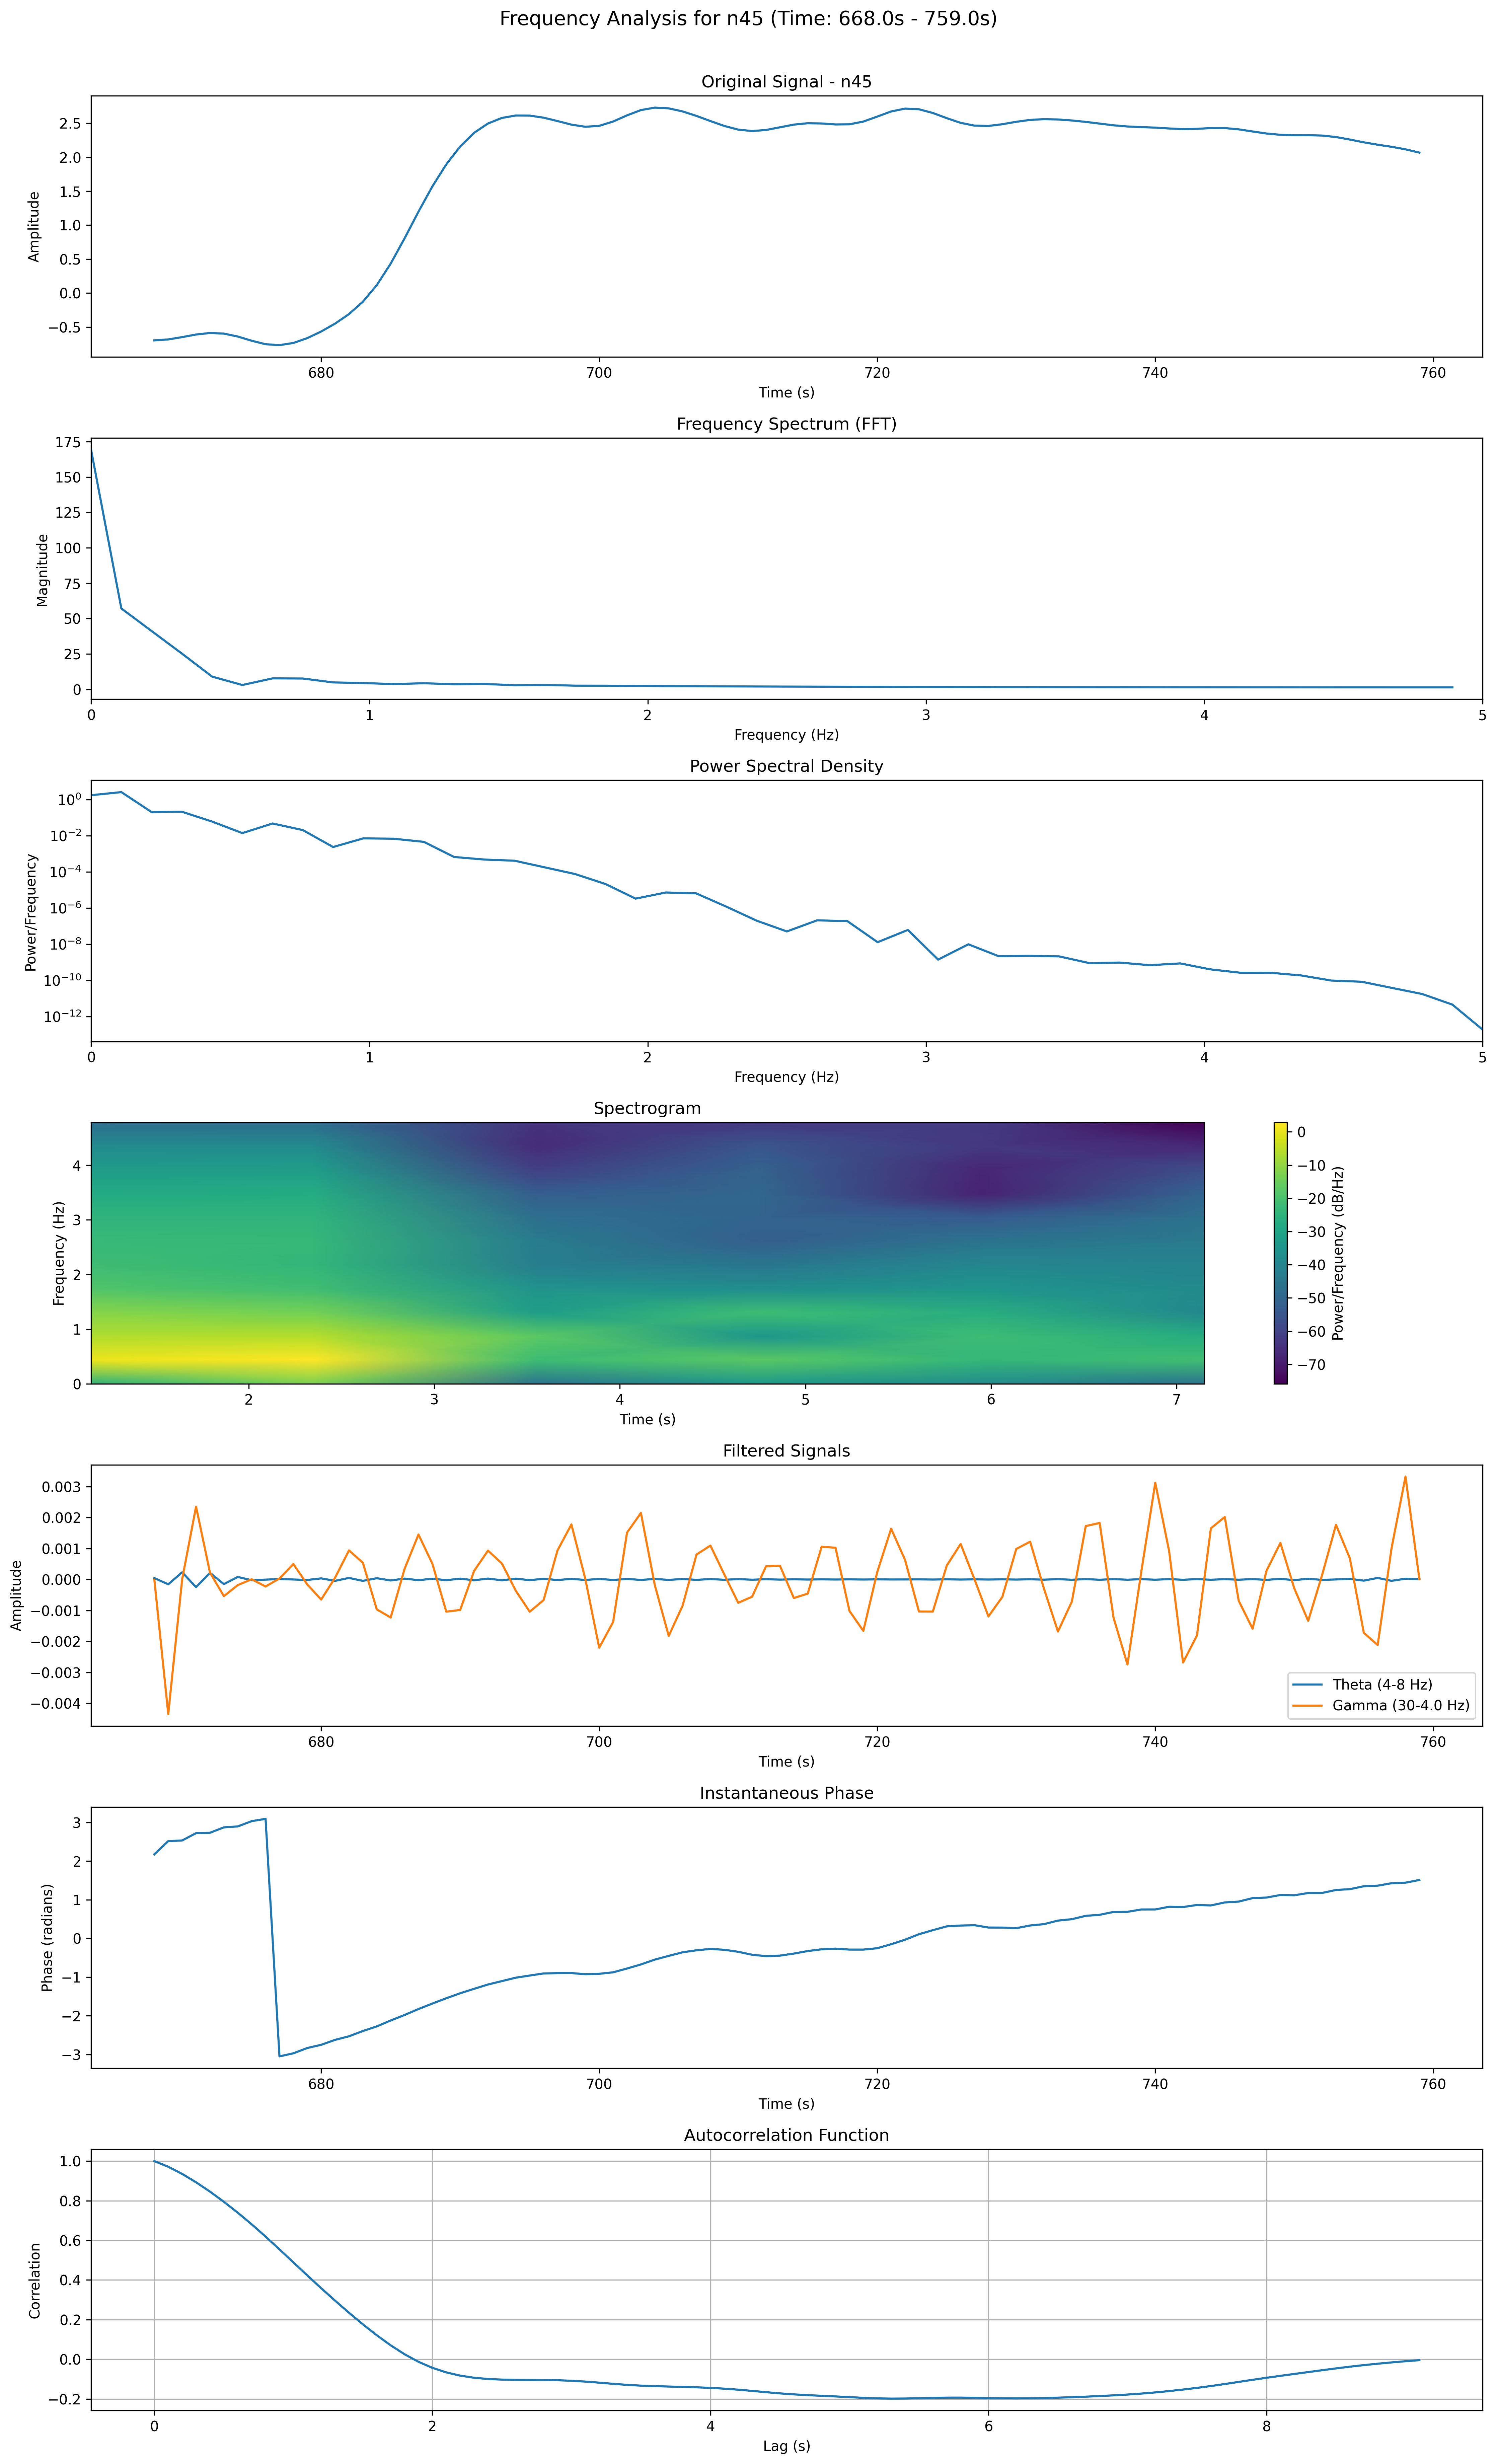 Frequency Analysis for n45 (Time: 668.0s - 759.0s)
Original Signal - n45
Amplitude
2.5
2.0
1.5
1.0
0.5
0.0
−0.5
680 700 720 740 760
Time (s)
Frequency Spectrum (FFT)
Magnitude
175
150
125
100
75
50
25
0
0 1 2 3 4 5
Frequency (Hz)
Power Spectral Density
Power/Frequency
10⁰
10⁻²
10⁻⁴
10⁻⁶
10⁻⁸
10⁻¹⁰
10⁻¹²
0 1 2 3 4 5
Frequency (Hz)
Spectrogram
Frequency (Hz)
4
3
2
1
0
2 3 4 5 6 7
Time (s)
0
−10
−20
−30
−40
−50
−60
−70
Power/Frequency (dB/Hz)
Filtered Signals
Amplitude
0.003
0.002
0.001
0.000
−0.001
−0.002
−0.003
−0.004
Theta (4-8 Hz)
Gamma (30-4.0 Hz)
680 700 720 740 760
Time (s)
Instantaneous Phase
Phase (radians)
3
2
1
0
−1
−2
−3
680 700 720 740 760
Time (s)
Autocorrelation Function
Correlation
1.0
0.8
0.6
0.4
0.2
0.0
−0.2
0 2 4 6 8
Lag (s)